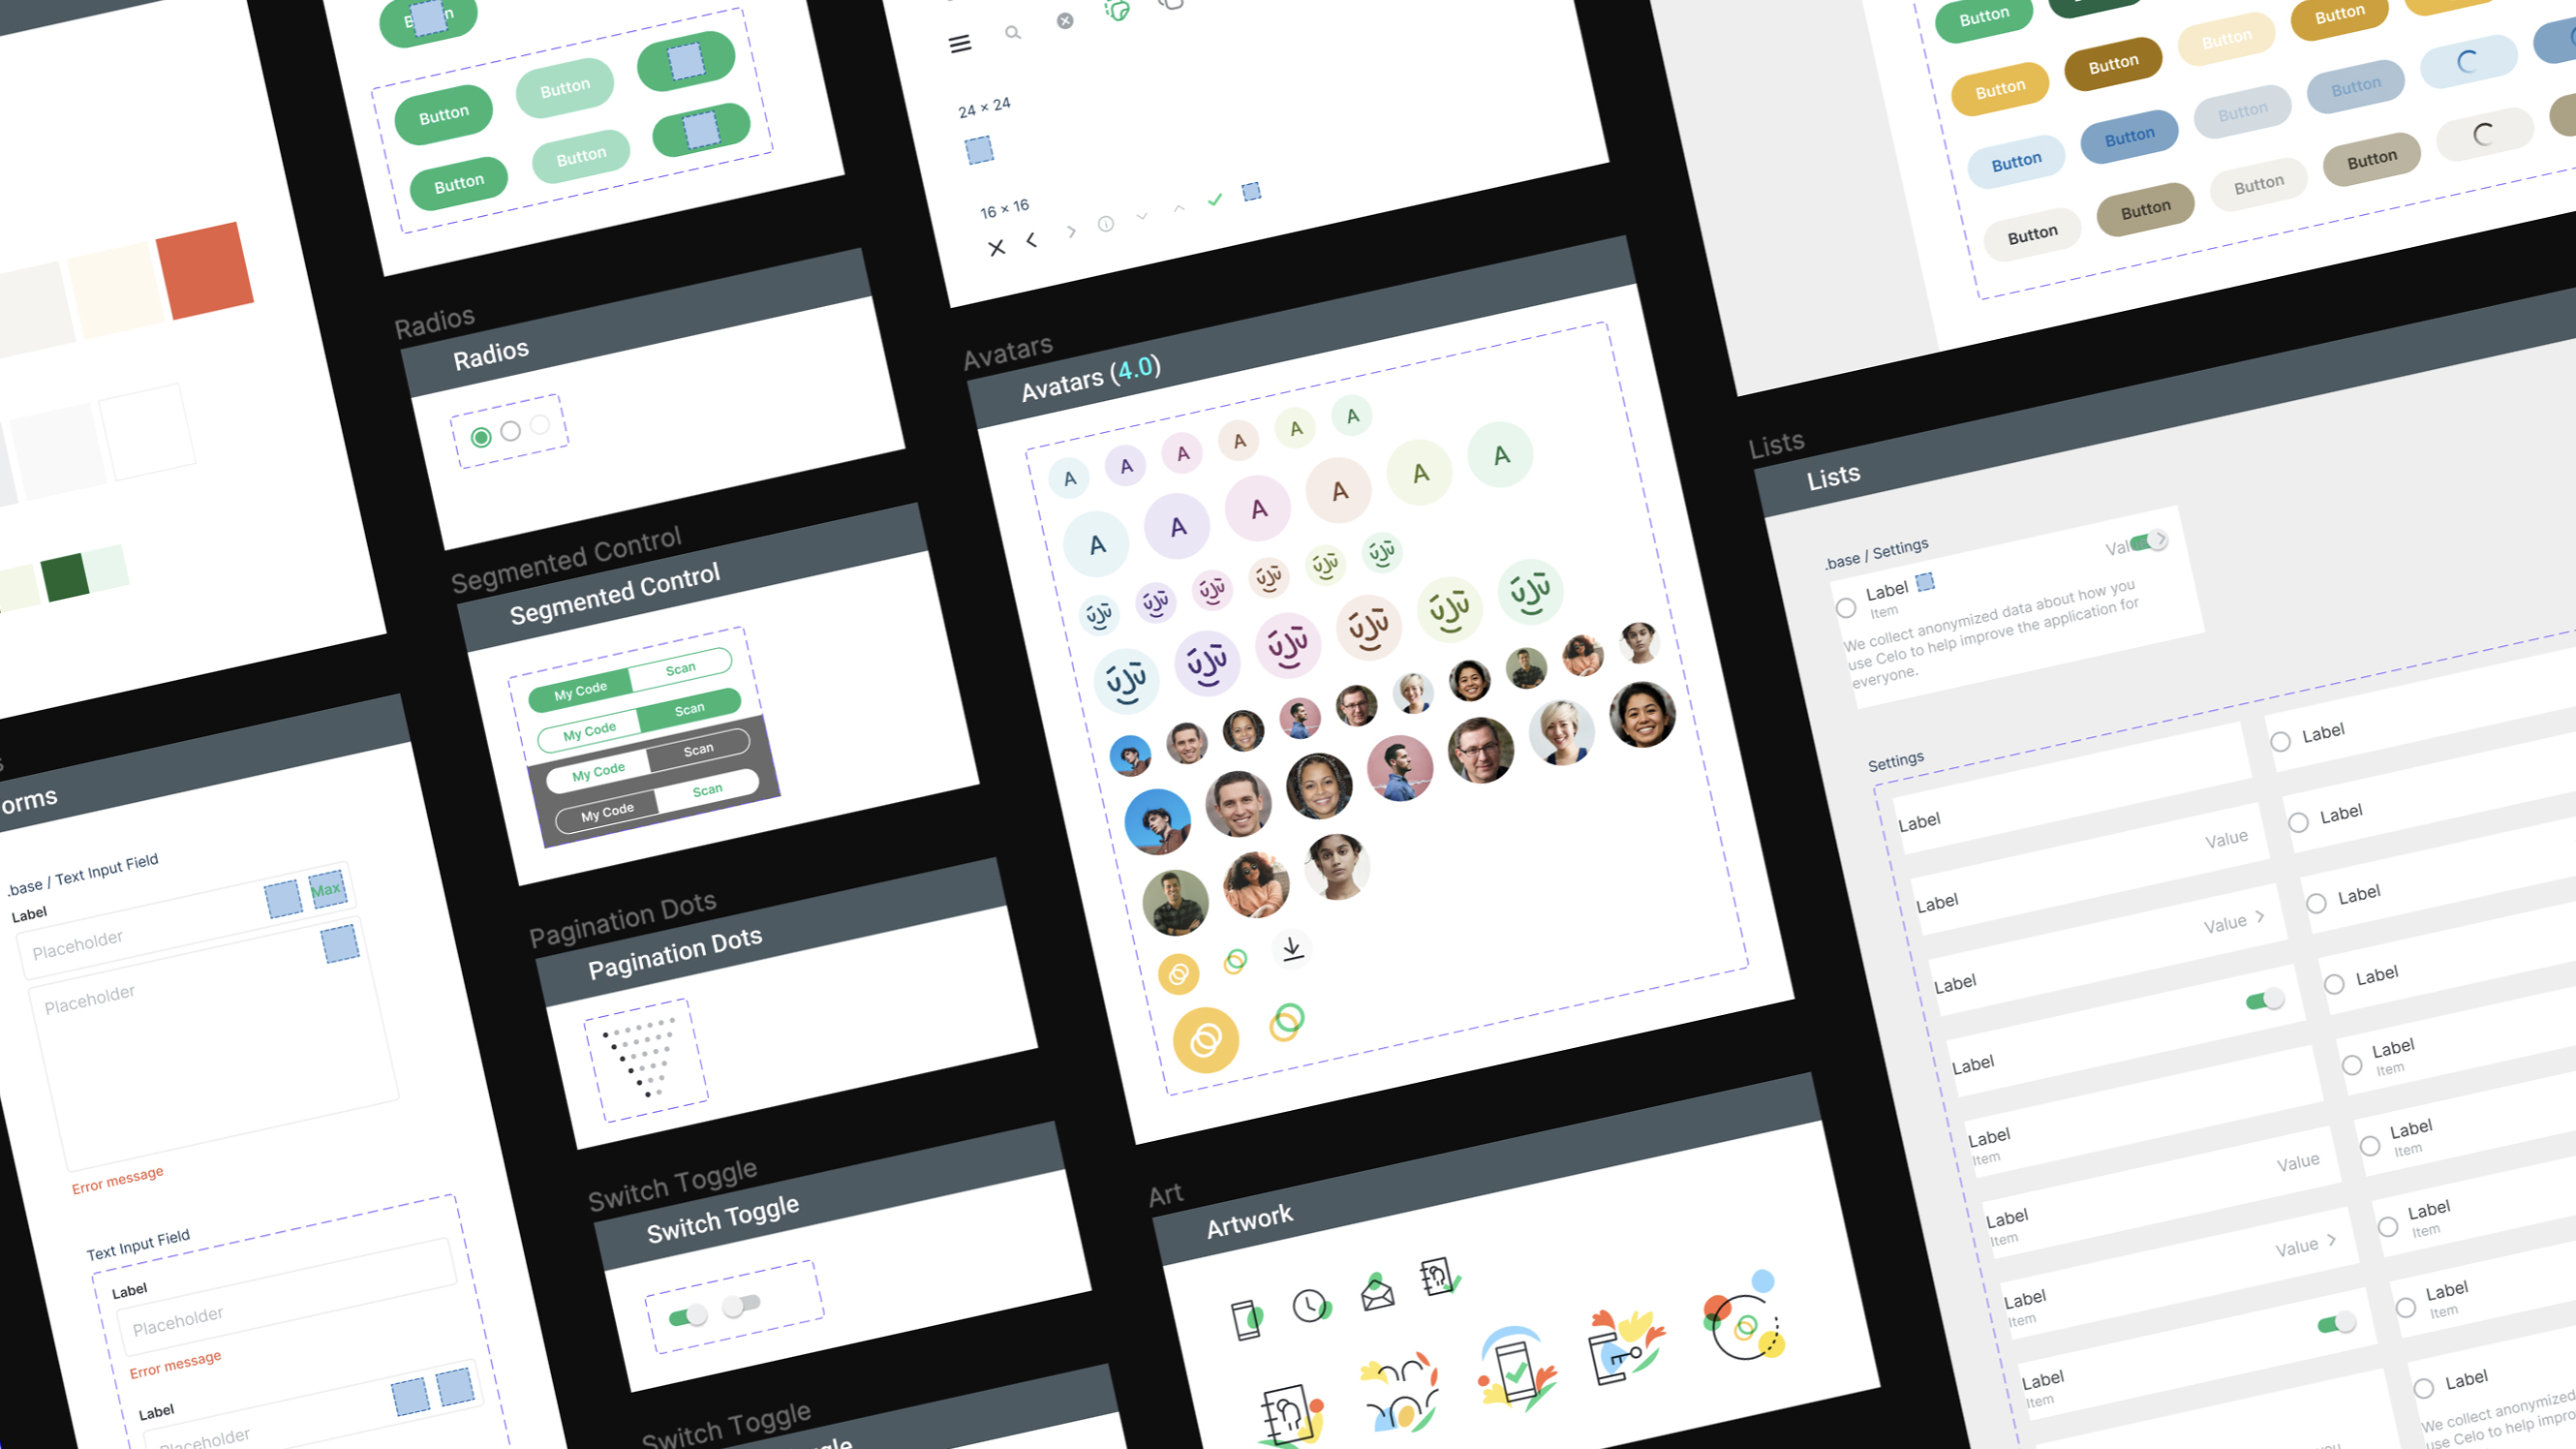 Button
Button
Button
Button
Button
24 × 24
16 × 16
Radios
Radios
Segmented Control
Segmented Control
My Code
Scan
My Code
Scan
My Code
Scan
My Code
Scan
Pagination Dots
Pagination Dots
Switch Toggle
Switch Toggle
Switch Toggle
Avatars
Avatars (4.0)
A A A A A A
A A A A A A
Art
Artwork
.base / Text Input Field
Label
Placeholder
Max
Placeholder
Error message
Text Input Field
Label
Placeholder
Error message
Label
Placeholder
Button
Button Button Button Button
Button Button Button Button
Button Button Button Button
Lists
Lists
.base / Settings
Label
Item
We collect anonymized data about how you
use Celo to help improve the application for
everyone.
Settings
Label
Label
Label
Value
Label
Label
Value
Label
Label
Label
Label
Item
Label
Item
Label
Item
Value
Label
Item
Label
Item
Value
Label
Item
Label
Item
Label
Item
Label
We collect anonymized
use Celo to help